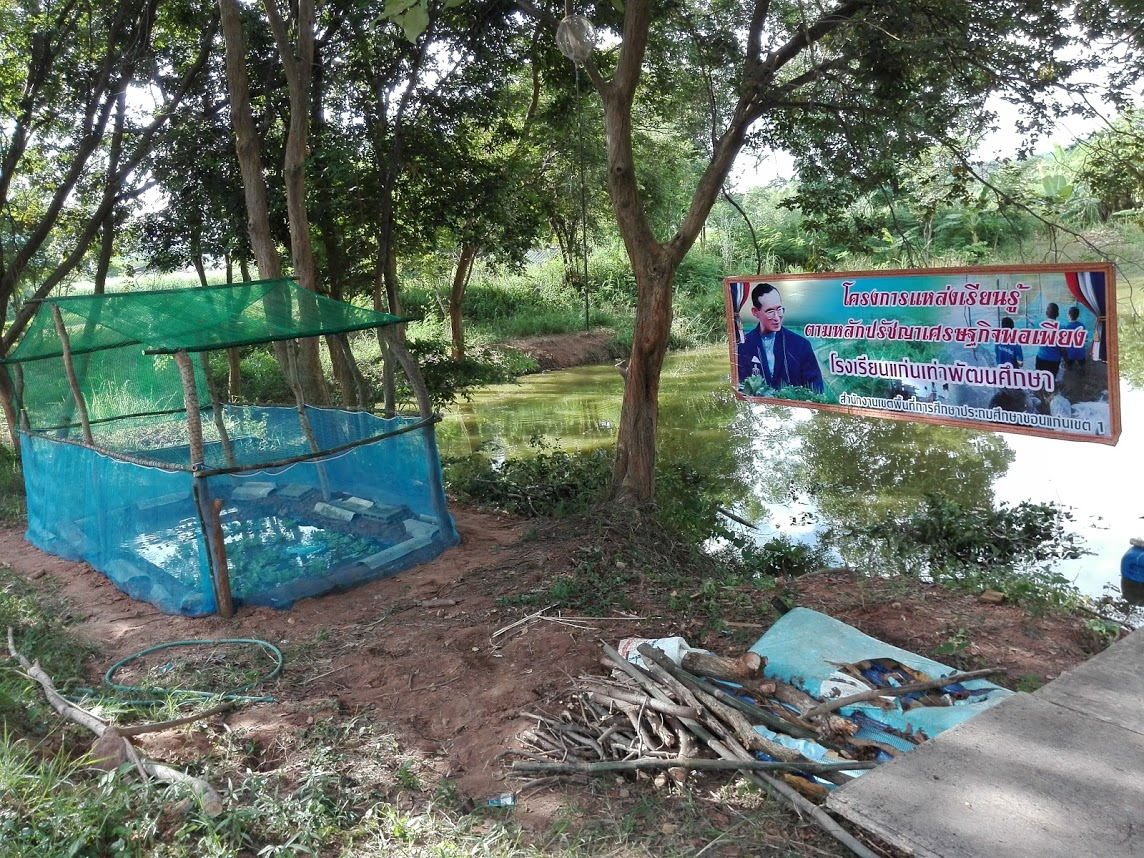 โครงการแหล่งเรียนรู้
ตามหลักปรัชญาเศรษฐกิจพอเพียง
โรงเรียนแก่นเท่าพัฒนศึกษา
สำนักงานเขตพื้นที่การศึกษาประถมศึกษาขอนแก่นเขต 1